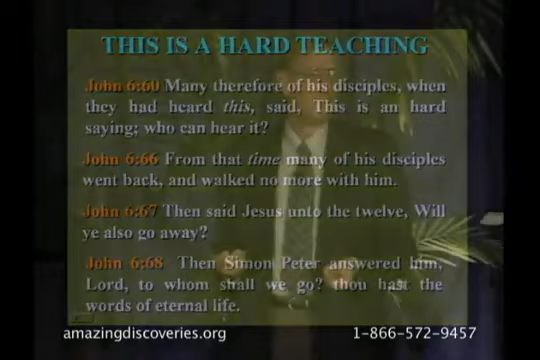 THIS IS A HARD TEACHING
John 6:60 Many therefore of his disciples, when
they had heard this, said, This is an hard
saying; who can hear it?
John 6:66 From that time many of his disciples
went back, and walked no more with him.
John 6:67 Then said Jesus unto the twelve, Will
ye also go away?
John 6:68 Then Simon Peter answered him,
Lord, to whom shall we go? thou hast the
words of eternal life.
amazingdiscoveries.org 1-866-572-9457